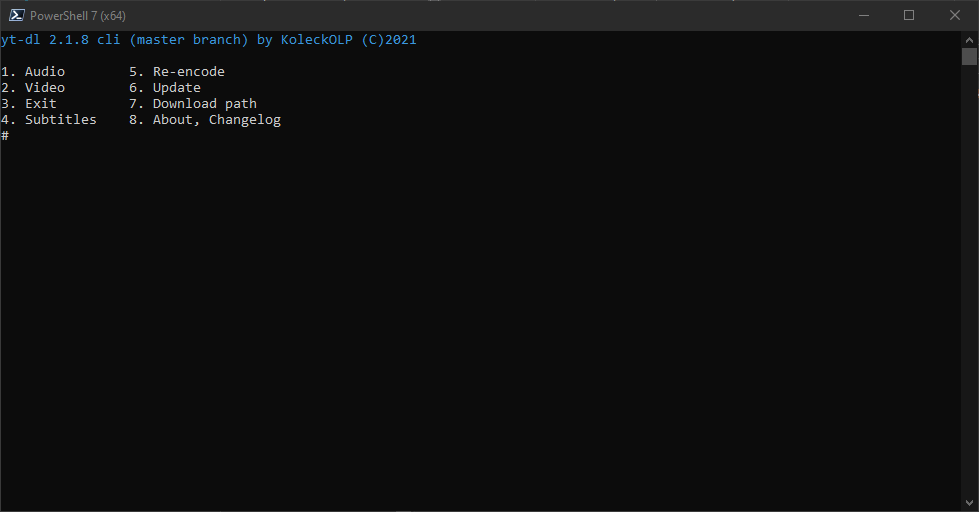 PowerShell 7 (x64)
yt-dl 2.1.8 cli (master branch) by KoleckOLP (C)2021
1. Audio        5. Re-encode
2. Video        6. Update
3. Exit         7. Download path
4. Subtitles    8. About, Changelog
#